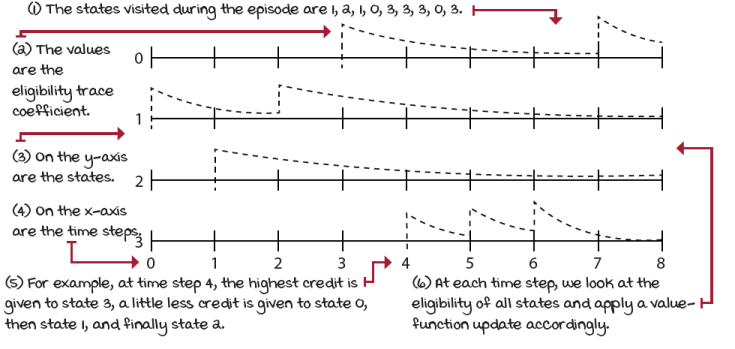 (1) The states visited during the episode are 1, 2, 1, 0, 3, 3, 3, 0, 3.
(2) The values
are the
eligibility trace
coefficient.
0
1
(3) On the y-axis
are the states.
2
(4) On the x-axis
are the time steps.
3
0 1 2 3 4 5 6 7 8
(5) For example, at time step 4, the highest credit is
given to state 3, a little less credit is given to state 0,
then state 1, and finally state 2.
(6) At each time step, we look at the
eligibility of all states and apply a value-
function update accordingly.